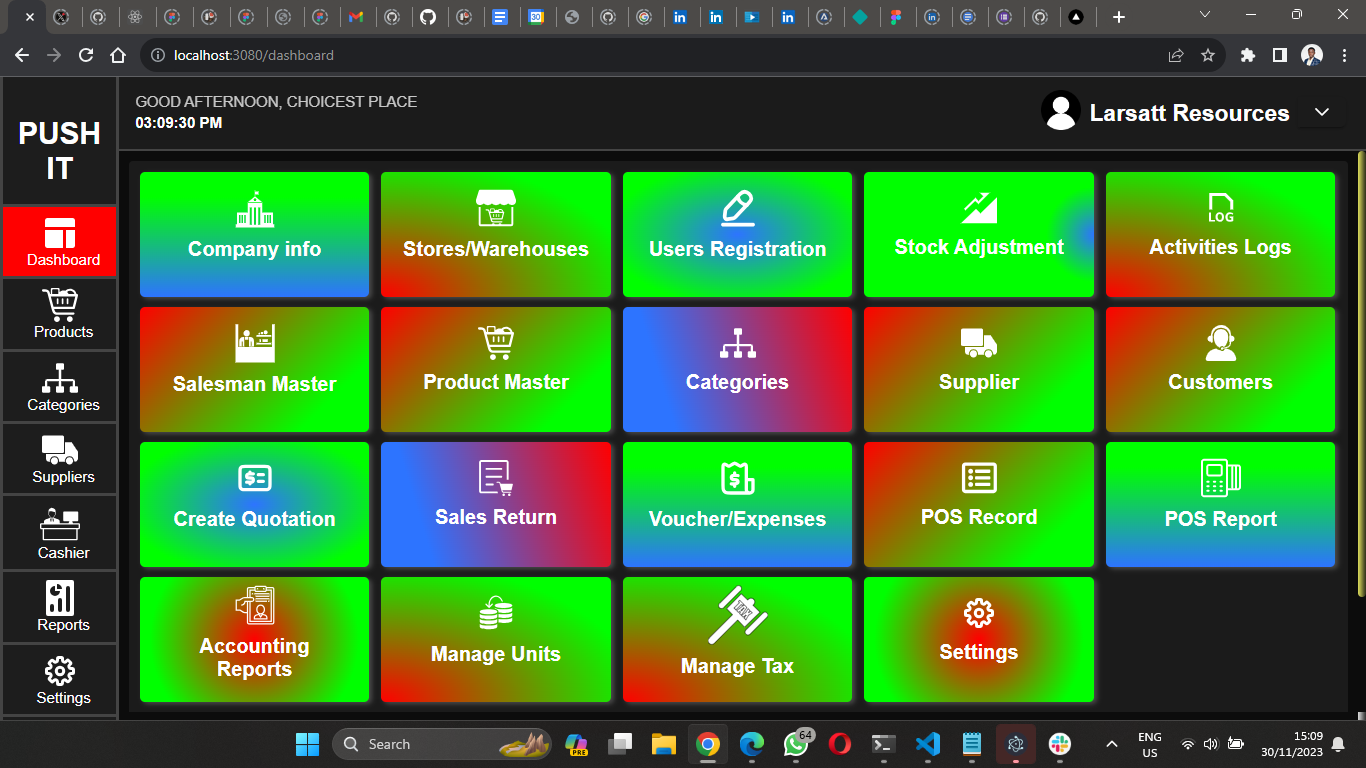 30
localhost:3080/dashboard
PUSH
IT
GOOD AFTERNOON, CHOICEST PLACE
03:09:30 PM
Larsatt Resources
Dashboard
Products
Categories
Suppliers
Cashier
Reports
Settings
Company info
Stores/Warehouses
Users Registration
Stock Adjustment
LOG
Activities Logs
Salesman Master
Product Master
Categories
Supplier
Customers
Create Quotation
Sales Return
Voucher/Expenses
POS Record
POS Report
Accounting
Reports
Manage Units
TAX
Manage Tax
Settings
Search
PRE
64
ENG
US
15:09
30/11/2023